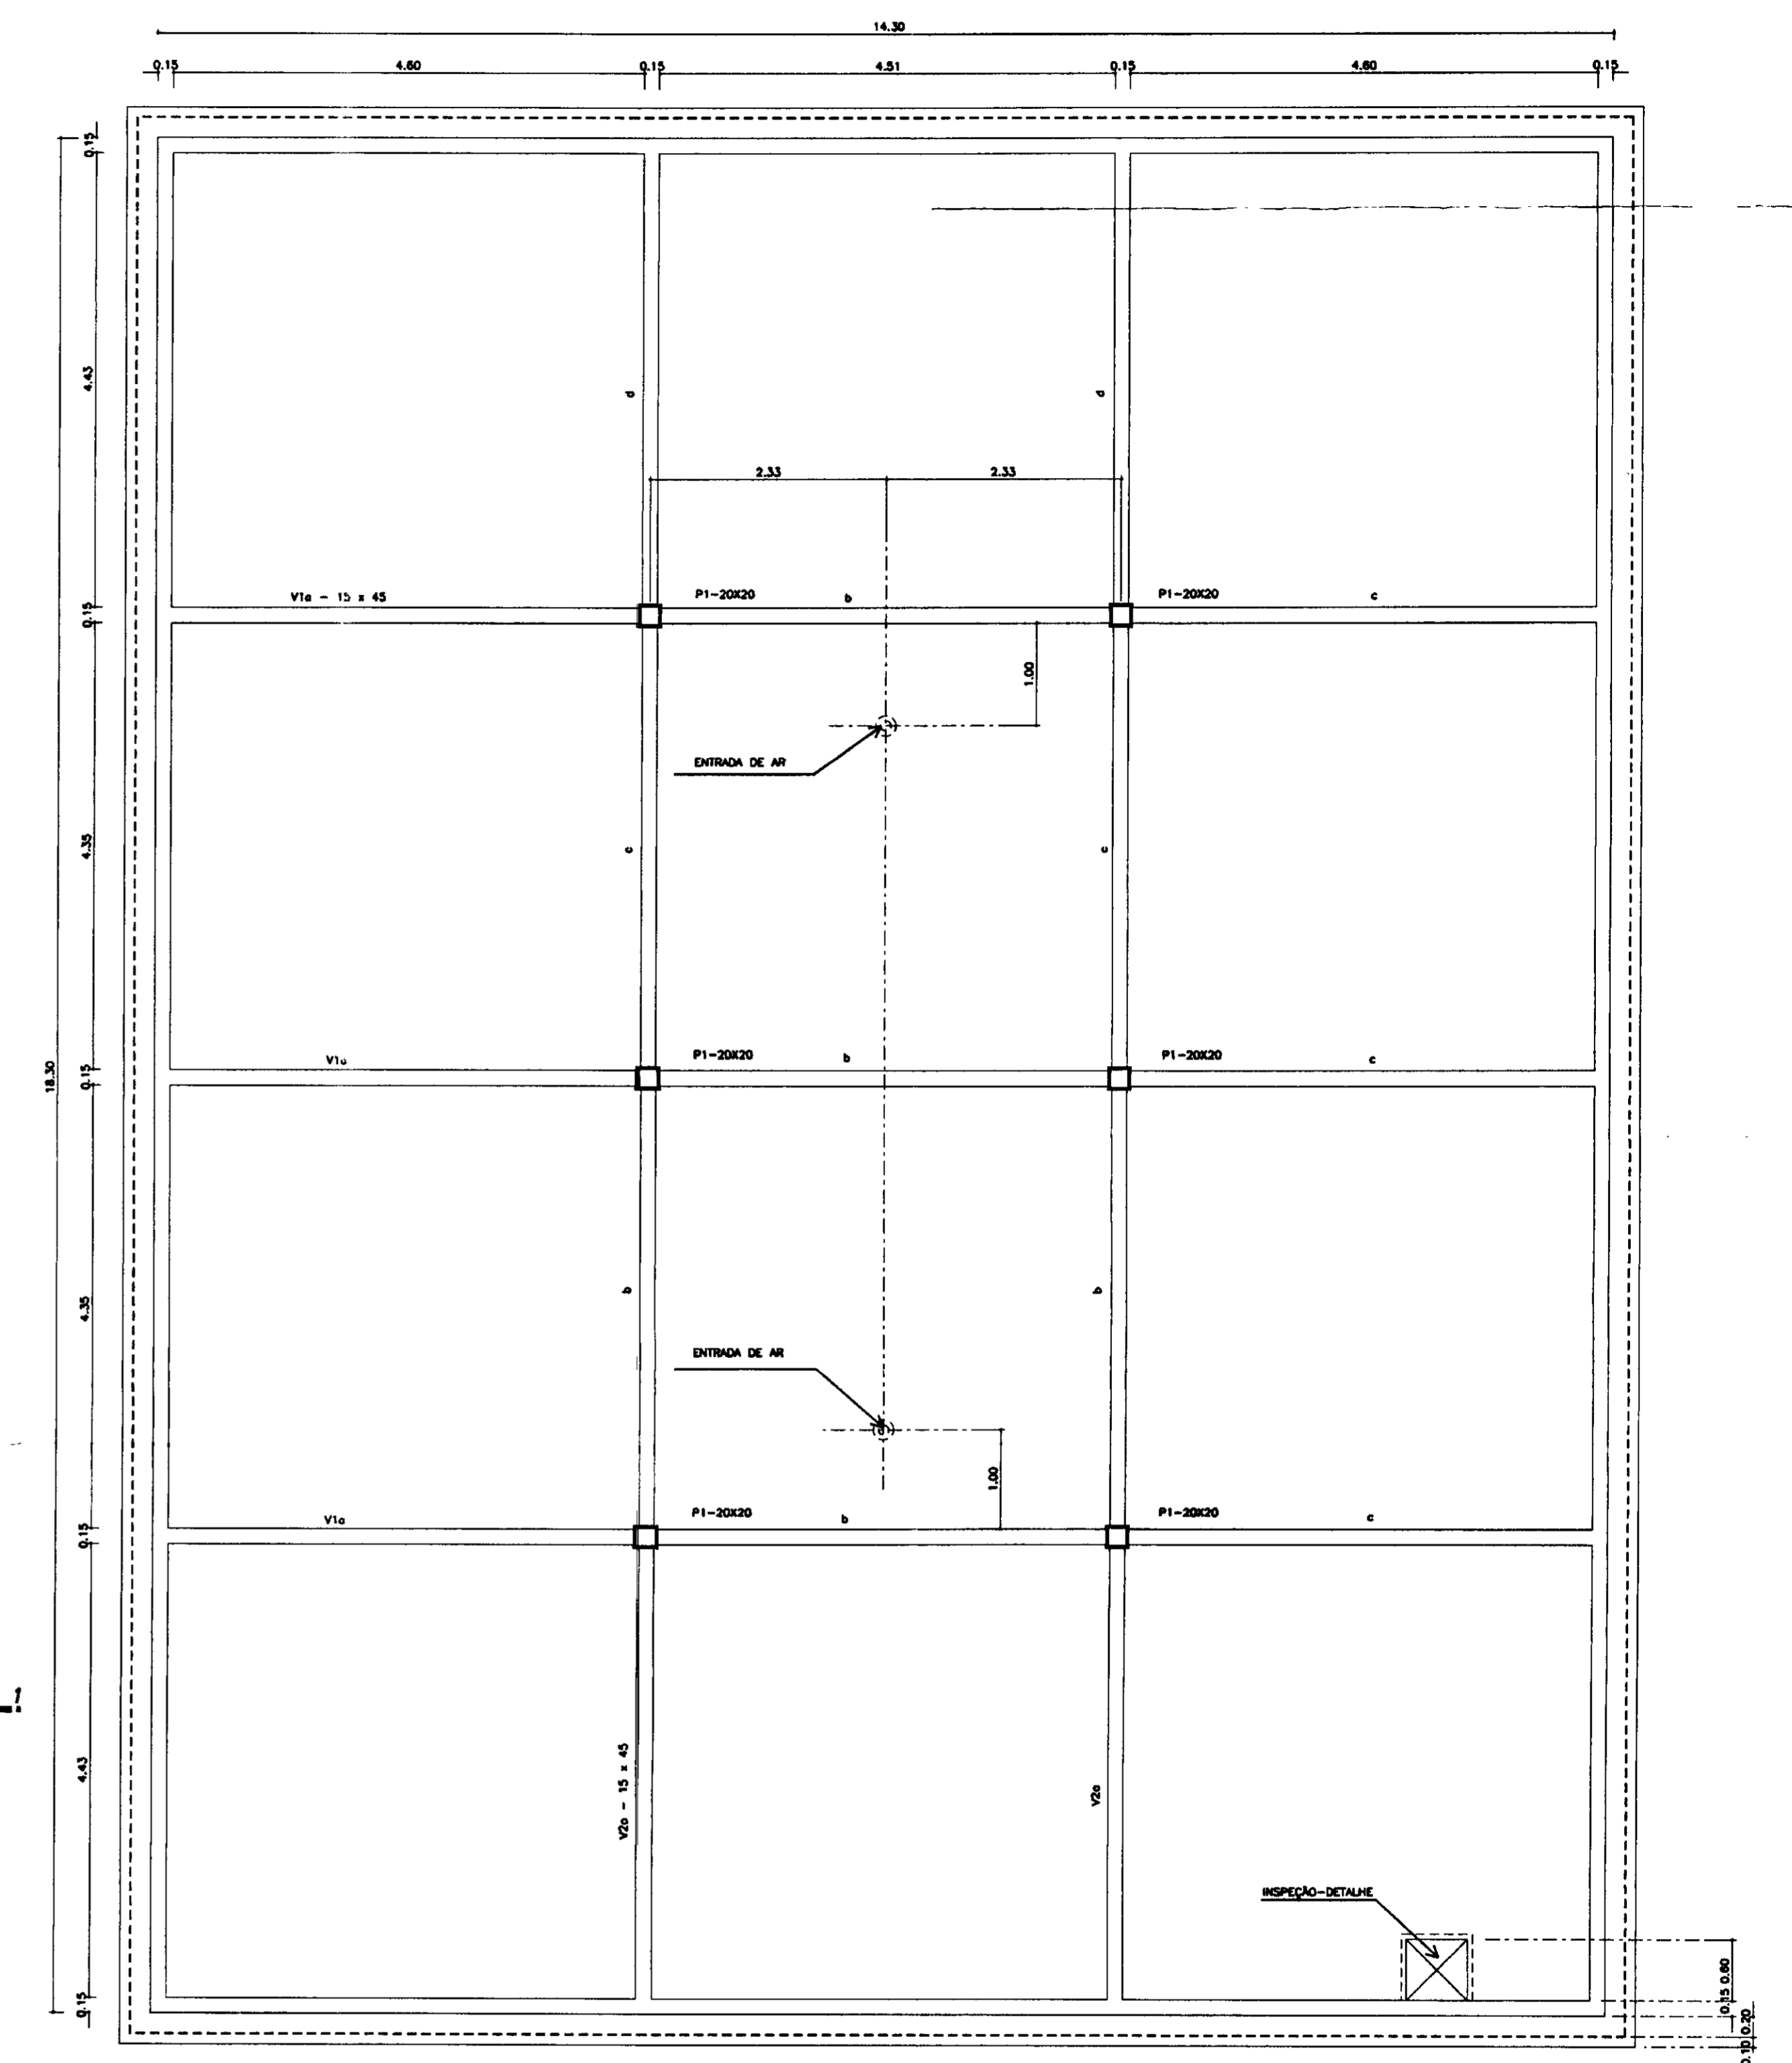 14.30
0.15 4.60 0.15 4.51 0.15 4.60 0.15
0.15
4.43
d d
2.33 2.33
V1a - 15 x 45 P1-20X20 b P1-20X20 c
0.15
1.00
ENTRADA DE AR
4.35
c c
18.30
V1a P1-20X20 b P1-20X20 c
0.15
4.35
b b
ENTRADA DE AR
1.00
V1a P1-20X20 b P1-20X20 c
0.15
4.43
V2a - 15 x 45 V2a
INSPEÇÃO-DETALHE
0.15
0.15 0.60
0.10 0.20